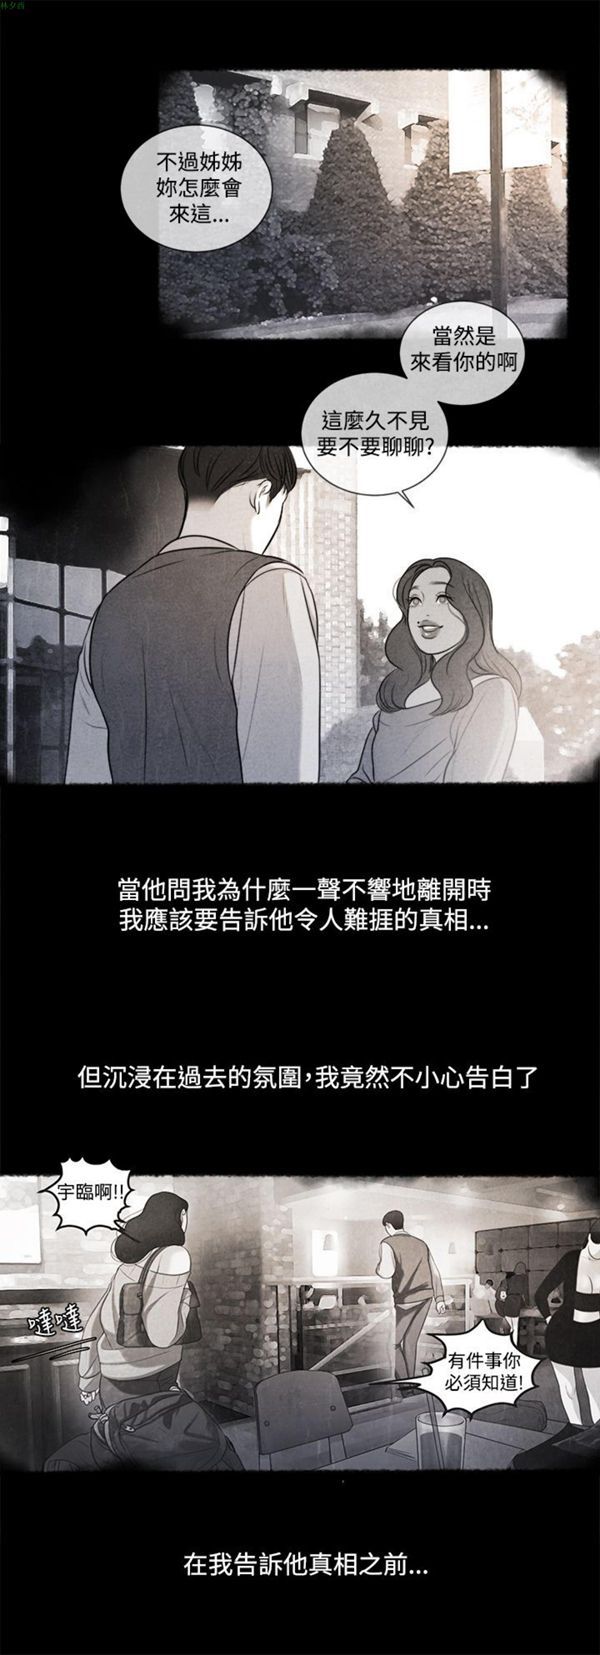 林夕西
不過姊姊
妳怎麼會
來這...
當然是
來看你的啊
這麼久不見
要不要聊聊?
當他問我為什麼一聲不響地離開時
我應該要告訴他令人難捱的真相...
但沉浸在過去的氛圍,我竟然不小心告白了
宇臨啊!!
噠噠
有件事你
必須知道!
在我告訴他真相之前...